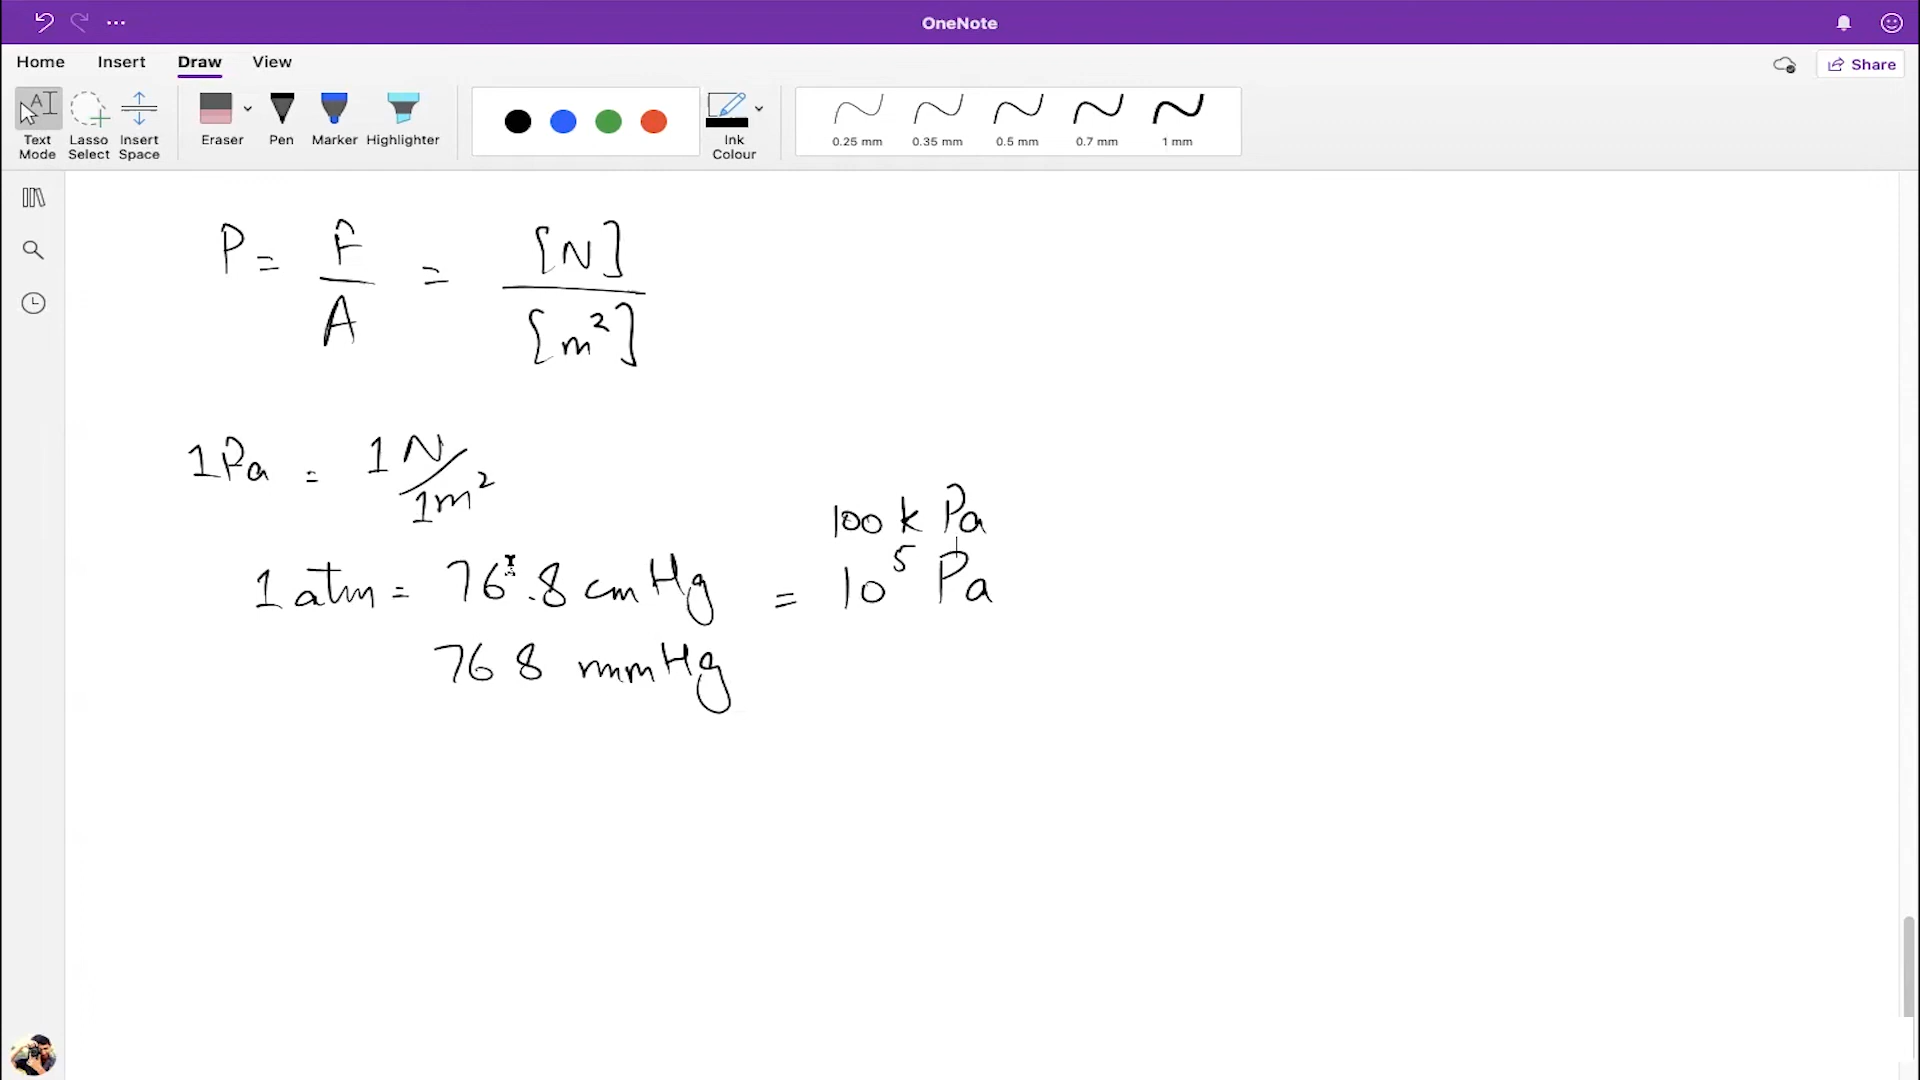 OneNote
Home Insert Draw View
Share
Text Mode
Lasso Select
Insert Space
Eraser
Pen
Marker
Highlighter
Ink Colour
0.25 mm
0.35 mm
0.5 mm
0.7 mm
1 mm
P = F/A = [N]/[m²]
1Pa = 1N/1m²
100 k Pa
1 atm = 76.8 cm Hg = 10⁵ Pa
768 mmHg